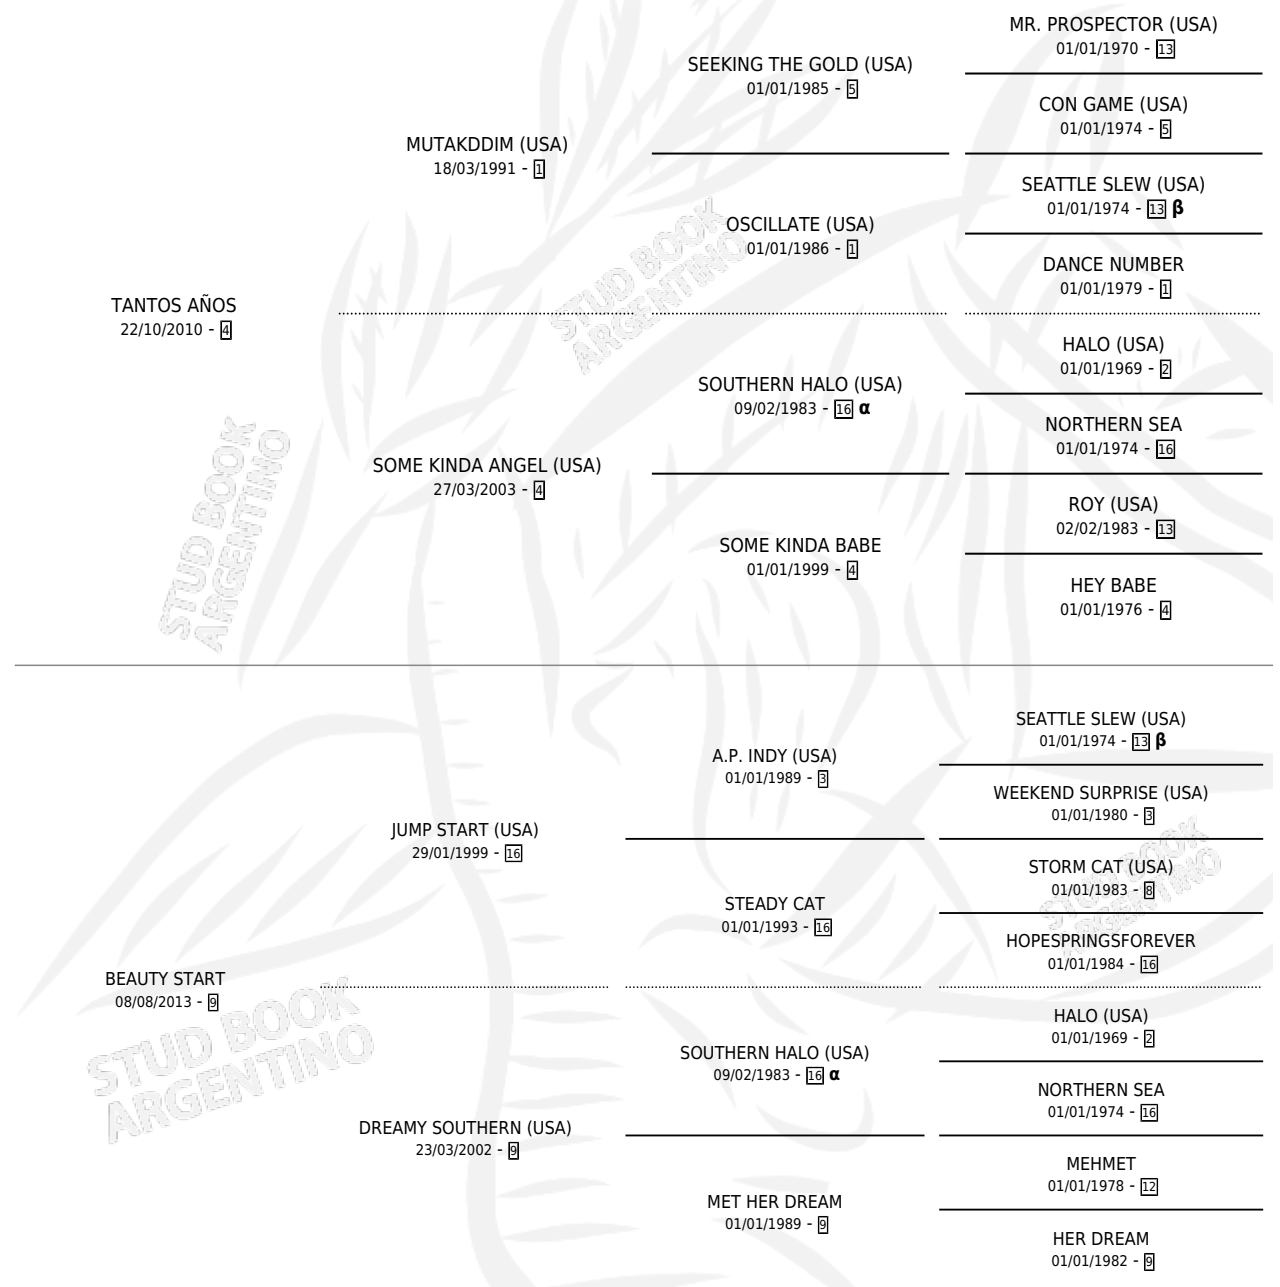 MR. PROSPECTOR (USA)
01/01/1970 - 13
SEEKING THE GOLD (USA)
01/01/1985 - 5
CON GAME (USA)
01/01/1974 - 5
MUTAKDDIM (USA)
18/03/1991 - 1
SEATTLE SLEW (USA)
01/01/1974 - 13 β
OSCILLATE (USA)
01/01/1986 - 1
DANCE NUMBER
01/01/1979 - 1
TANTOS AÑOS
22/10/2010 - 4
HALO (USA)
01/01/1969 - 2
SOUTHERN HALO (USA)
09/02/1983 - 16 α
NORTHERN SEA
01/01/1974 - 16
SOME KINDA ANGEL (USA)
27/03/2003 - 4
ROY (USA)
02/02/1983 - 13
SOME KINDA BABE
01/01/1999 - 4
HEY BABE
01/01/1976 - 4
SEATTLE SLEW (USA)
01/01/1974 - 13 β
A.P. INDY (USA)
01/01/1989 - 3
WEEKEND SURPRISE (USA)
01/01/1980 - 3
JUMP START (USA)
29/01/1999 - 16
STORM CAT (USA)
01/01/1983 - 8
STEADY CAT
01/01/1993 - 16
HOPESPRINGSFOREVER
01/01/1984 - 16
BEAUTY START
08/08/2013 - 9
HALO (USA)
01/01/1969 - 2
SOUTHERN HALO (USA)
09/02/1983 - 16 α
NORTHERN SEA
01/01/1974 - 16
DREAMY SOUTHERN (USA)
23/03/2002 - 9
MEHMET
01/01/1978 - 12
MET HER DREAM
01/01/1989 - 9
HER DREAM
01/01/1982 - 9
STUD BOOK
ARGENTINO
STUD BOOK
ARGENTINO
STUD BOOK
ARGENTINO
STUD BOOK
ARGENTINO